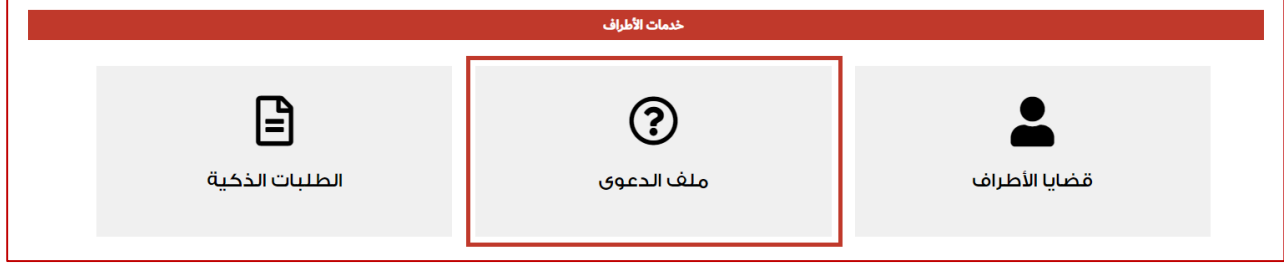 خدمات الأطراف
قضايا الأطراف
ملف الدعوى
الطلبات الذكية